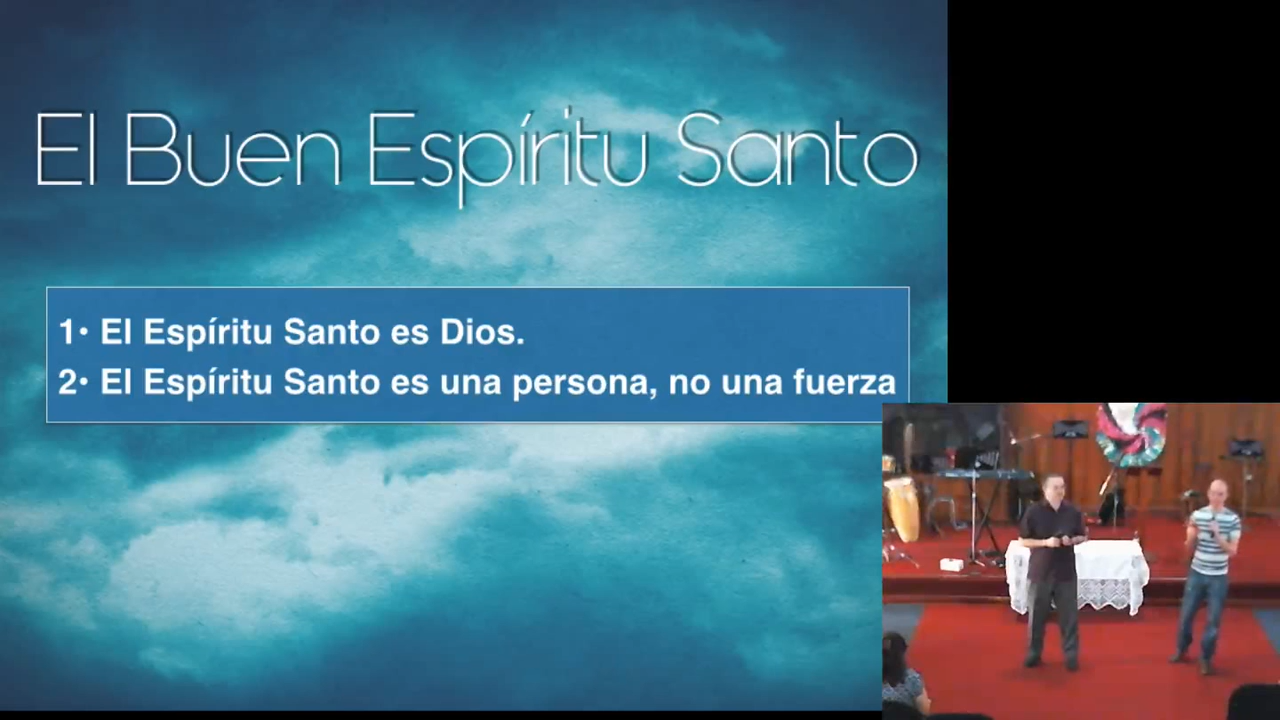 El Buen Espíritu Santo
1• El Espíritu Santo es Dios.
2• El Espíritu Santo es una persona, no una fuerza